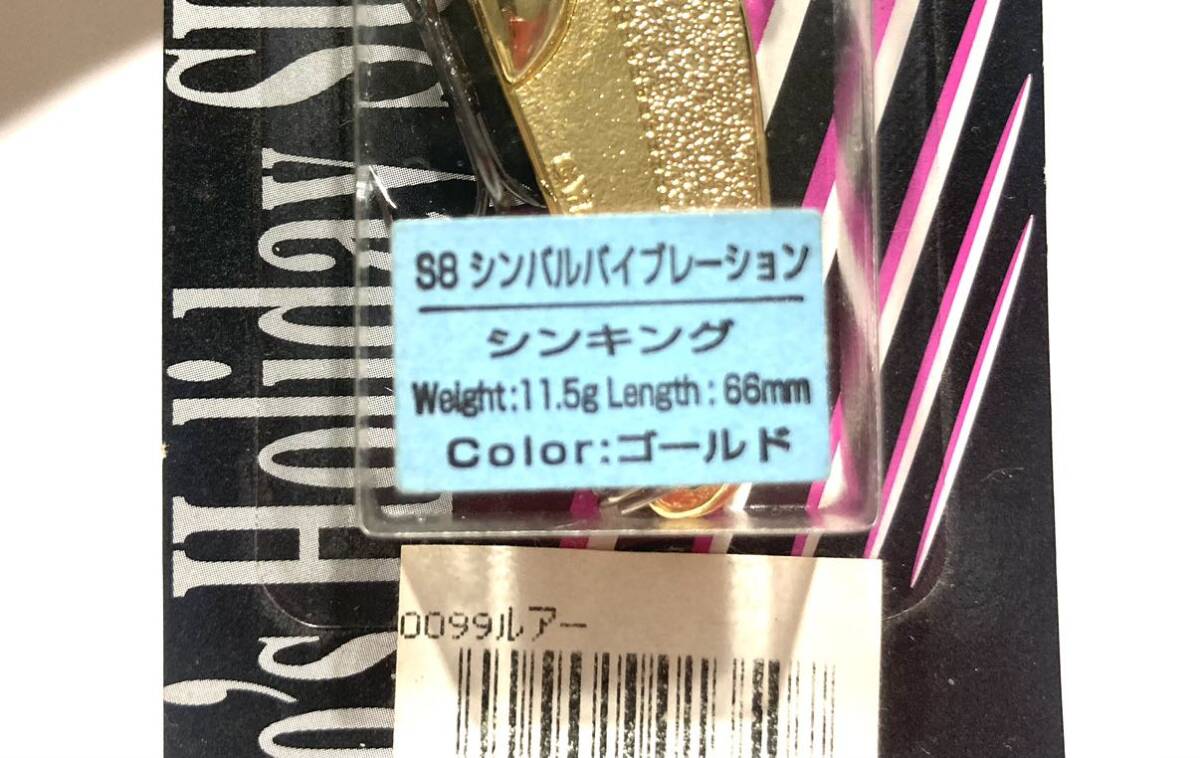 S8 シンバルバイブレーション
シンキング
Weight:11.5g Length:66mm
Color:ゴールド
0099ルアー
's Holiday